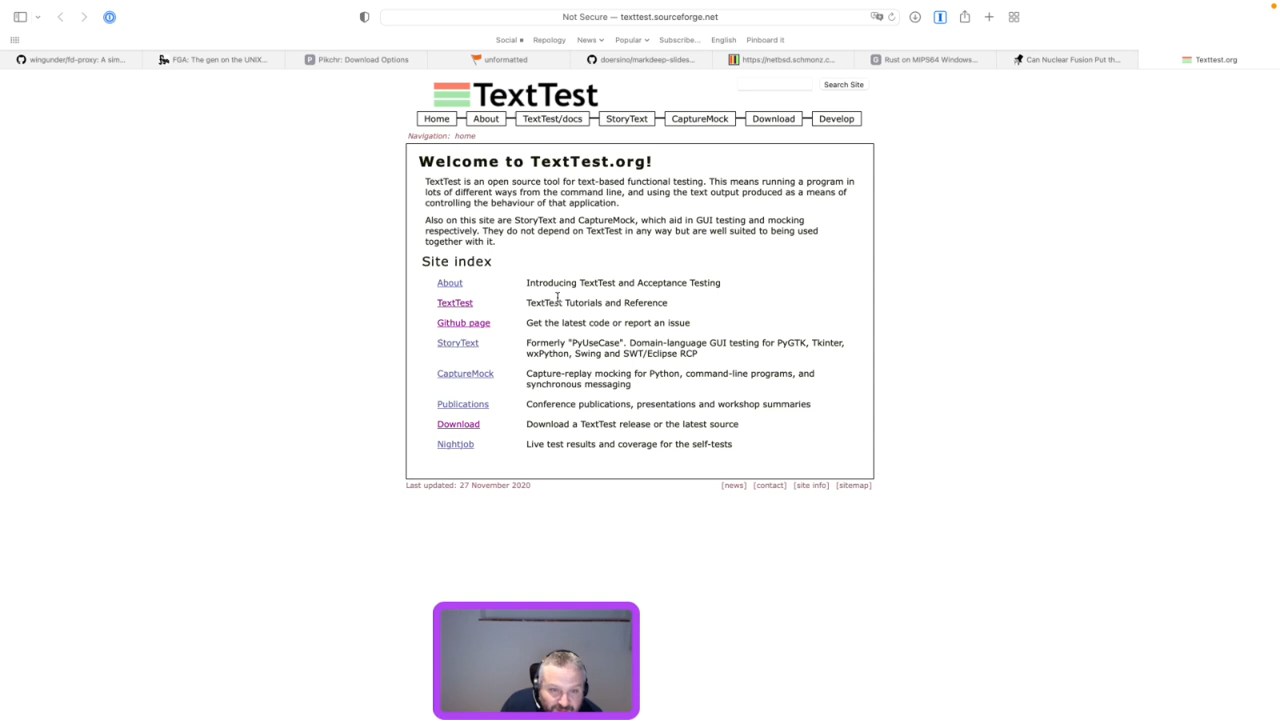 Not Secure — texttest.sourceforge.net
Social
Repology
News
Popular
Subscribe...
English
Pinboard it
wingunder/fd-proxy: A sim...
FGA: The gen on the UNIX...
Pikchr: Download Options
unformatted
doersino/markdeep-slides...
https://netbsd.schmonz.c...
Rust on MIPS64 Windows...
Can Nuclear Fusion Put th...
Texttest.org
TextTest
Search Site
Home
About
TextTest/docs
StoryText
CaptureMock
Download
Develop
Navigation: home
Welcome to TextTest.org!
TextTest is an open source tool for text-based functional testing. This means running a program in
lots of different ways from the command line, and using the text output produced as a means of
controlling the behaviour of that application.
Also on this site are StoryText and CaptureMock, which aid in GUI testing and mocking
respectively. They do not depend on TextTest in any way but are well suited to being used
together with it.
Site index
About Introducing TextTest and Acceptance Testing
TextTest TextTest Tutorials and Reference
Github page Get the latest code or report an issue
StoryText Formerly "PyUseCase". Domain-language GUI testing for PyGTK, Tkinter,
wxPython, Swing and SWT/Eclipse RCP
CaptureMock Capture-replay mocking for Python, command-line programs, and
synchronous messaging
Publications Conference publications, presentations and workshop summaries
Download Download a TextTest release or the latest source
Nightjob Live test results and coverage for the self-tests
Last updated: 27 November 2020
[news] [contact] [site info] [sitemap]